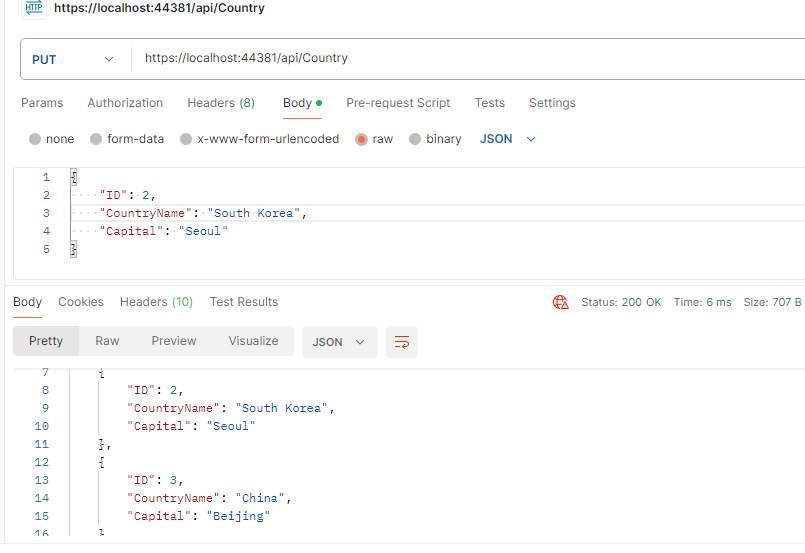 HTTP https://localhost:44381/api/Country
PUT https://localhost:44381/api/Country
Params Authorization Headers (8) Body Pre-request Script Tests Settings
none form-data x-www-form-urlencoded raw binary JSON
1 {
2 "ID": 2,
3 "CountryName": "South Korea",
4 "Capital": "Seoul"
5 }
Body Cookies Headers (10) Test Results Status: 200 OK Time: 6 ms Size: 707 B
Pretty Raw Preview Visualize JSON
7 {
8 "ID": 2,
9 "CountryName": "South Korea",
10 "Capital": "Seoul"
11 },
12 {
13 "ID": 3,
14 "CountryName": "China",
15 "Capital": "Beijing"
16 }